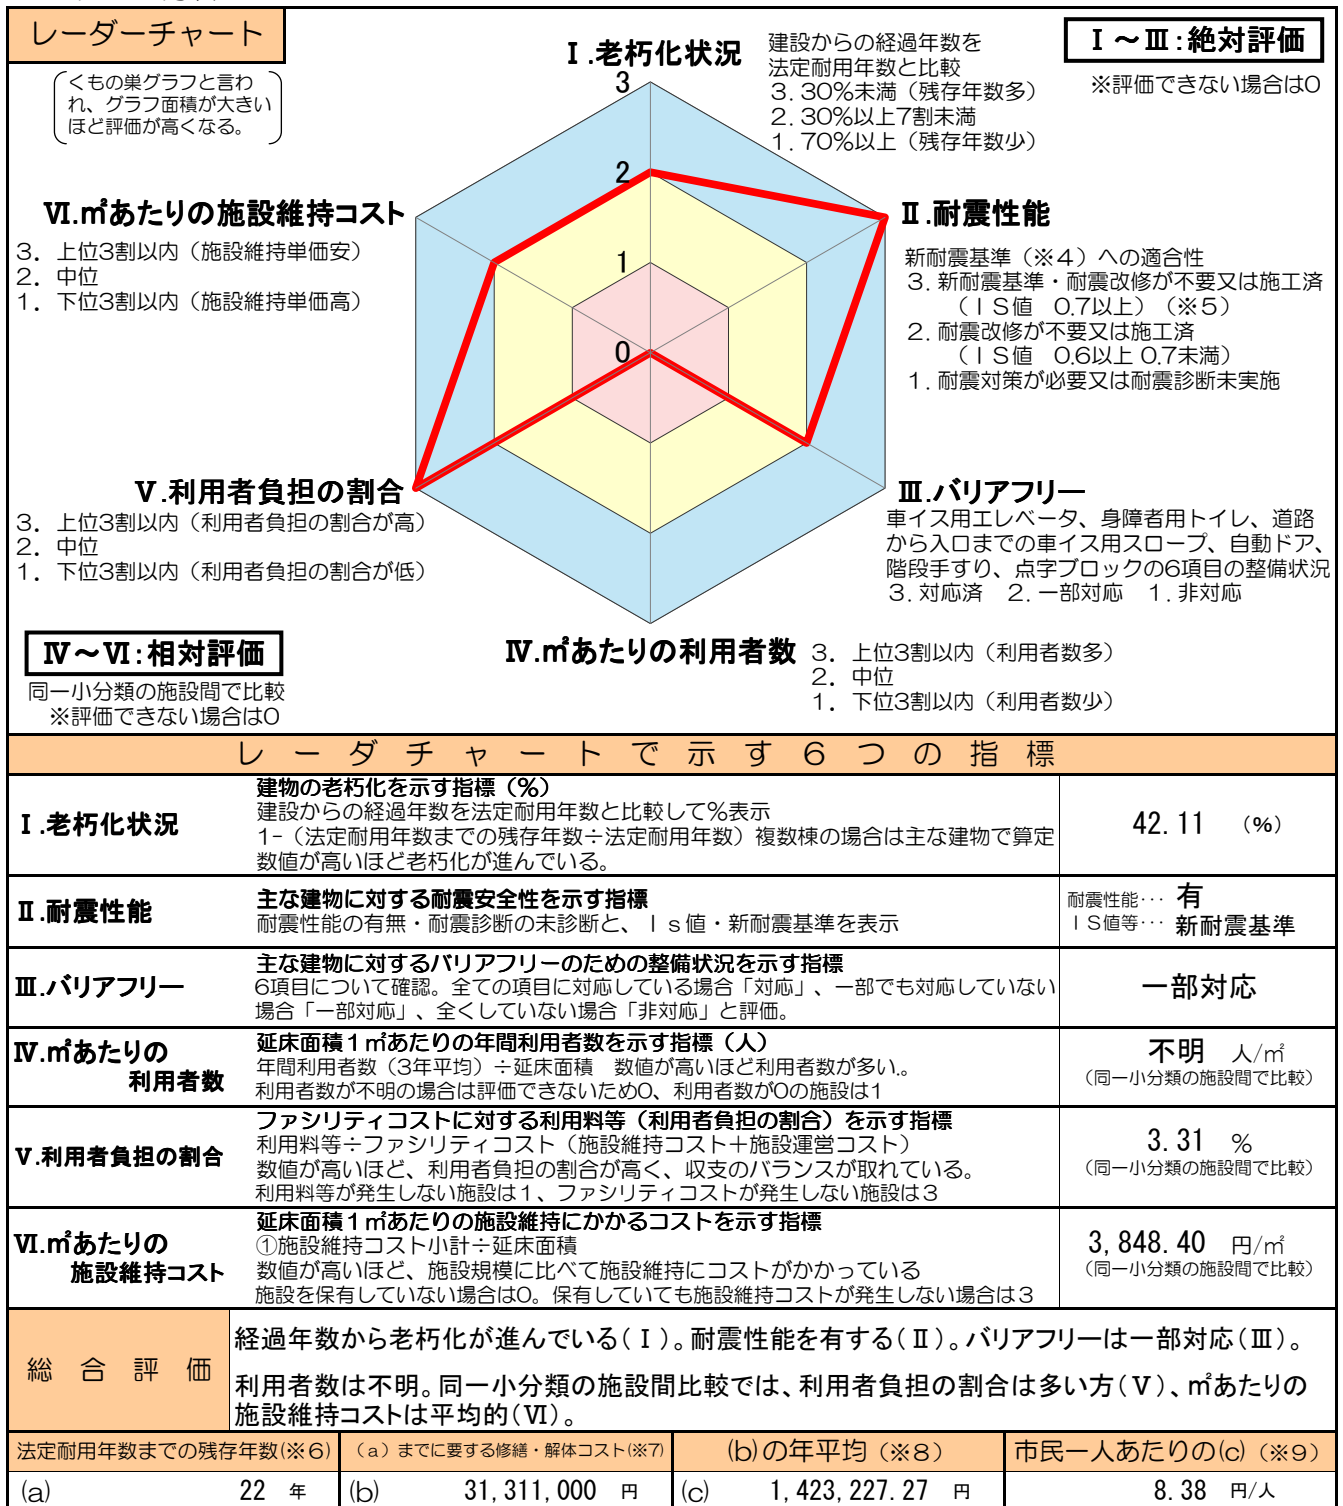 レーダーチャート
くもの巣グラフと言わ
れ、グラフ面積が大きい
ほど評価が高くなる。
Ⅰ.老朽化状況
建設からの経過年数を
法定耐用年数と比較
3. 30%未満（残存年数多）
2. 30%以上7割未満
1. 70%以上（残存年数少）
Ⅰ～Ⅲ:絶対評価
※評価できない場合は0
3
2
1
0
Ⅵ.㎡あたりの施設維持コスト
3. 上位3割以内（施設維持単価安）
2. 中位
1. 下位3割以内（施設維持単価高）
Ⅱ.耐震性能
新耐震基準（※4）への適合性
3. 新耐震基準・耐震改修が不要又は施工済
（ＩＳ値　0.7以上）（※5）
2. 耐震改修が不要又は施工済
（ＩＳ値　0.6以上 0.7未満）
1. 耐震対策が必要又は耐震診断未実施
Ⅴ.利用者負担の割合
3. 上位3割以内（利用者負担の割合が高）
2. 中位
1. 下位3割以内（利用者負担の割合が低）
Ⅲ.バリアフリー
車イス用エレベータ、身障者用トイレ、道路
から入口までの車イス用スロープ、自動ドア、
階段手すり、点字ブロックの6項目の整備状況
3. 対応済　2. 一部対応　1. 非対応
Ⅳ～Ⅵ:相対評価
同一小分類の施設間で比較
※評価できない場合は0
Ⅳ.㎡あたりの利用者数
3. 上位3割以内（利用者数多）
2. 中位
1. 下位3割以内（利用者数少）
レーダチャートで示す6つの指標
Ⅰ.老朽化状況
建物の老朽化を示す指標（%）
建設からの経過年数を法定耐用年数と比較して%表示
1-（法定耐用年数までの残存年数÷法定耐用年数）複数棟の場合は主な建物で算定
数値が高いほど老朽化が進んでいる。
42.11　（%）
Ⅱ.耐震性能
主な建物に対する耐震安全性を示す指標
耐震性能の有無・耐震診断の未診断と、Ｉｓ値・新耐震基準を表示
耐震性能･･･ 有
ＩＳ値等･･･ 新耐震基準
Ⅲ.バリアフリー
主な建物に対するバリアフリーのための整備状況を示す指標
6項目について確認。全ての項目に対応している場合「対応」、一部でも対応していない
場合「一部対応」、全くしていない場合「非対応」と評価。
一部対応
Ⅳ.㎡あたりの
利用者数
延床面積１㎡あたりの年間利用者数を示す指標（人）
年間利用者数（3年平均）÷延床面積　数値が高いほど利用者数が多い。
利用者数が不明の場合は評価できないため0、利用者数が0の施設は1
不明　人/㎡
（同一小分類の施設間で比較）
Ⅴ.利用者負担の割合
ファシリティコストに対する利用料等（利用者負担の割合）を示す指標
利用料等÷ファシリティコスト（施設維持コスト＋施設運営コスト）
数値が高いほど、利用者負担の割合が高く、収支のバランスが取れている。
利用料等が発生しない施設は１、ファシリティコストが発生しない施設は３
3.31　%
（同一小分類の施設間で比較）
Ⅵ.㎡あたりの
施設維持コスト
延床面積１㎡あたりの施設維持にかかるコストを示す指標
①施設維持コスト小計÷延床面積
数値が高いほど、施設規模に比べて施設維持にコストがかかっている
施設を保有していない場合は0。保有していても施設維持コストが発生しない場合は３
3,848.40　円/㎡
（同一小分類の施設間で比較）
総合評価
経過年数から老朽化が進んでいる(Ⅰ)。耐震性能を有する(Ⅱ)。バリアフリーは一部対応(Ⅲ)。
利用者数は不明。同一小分類の施設間比較では、利用者負担の割合は多い方(Ⅴ)、㎡あたりの
施設維持コストは平均的(Ⅵ)。
法定耐用年数までの残存年数(※6)
（a）までに要する修繕・解体コスト(※7)
(b)の年平均（※8）
市民一人あたりの(c)（※9）
(a)　22　年
(b)　31,311,000　円
(c)　1,423,227.27　円
8.38　円/人